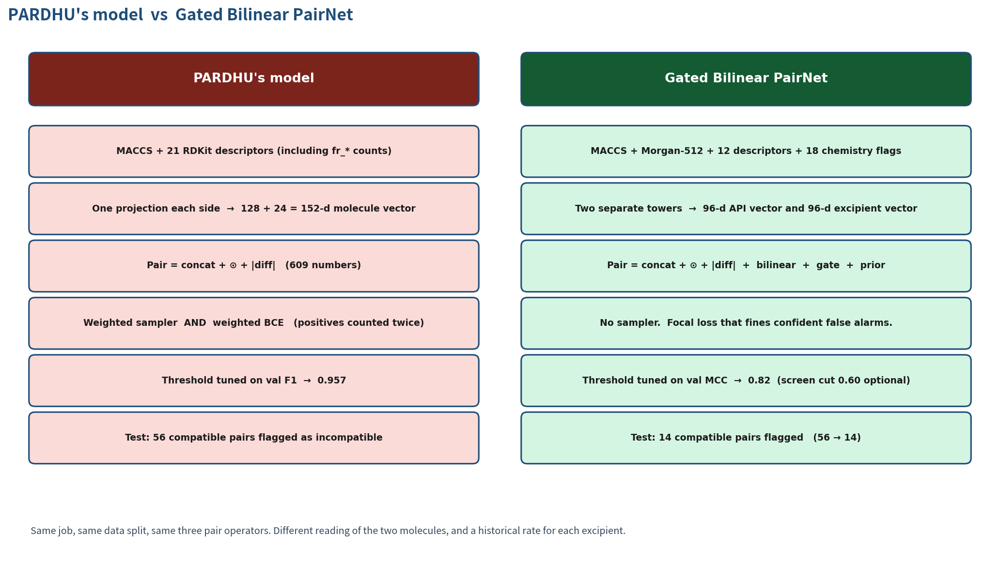 PARDHU's model vs Gated Bilinear PairNet
PARDHU's model
Gated Bilinear PairNet
MACCS + 21 RDKit descriptors (including fr_* counts)
MACCS + Morgan-512 + 12 descriptors + 18 chemistry flags
One projection each side → 128 + 24 = 152-d molecule vector
Two separate towers → 96-d API vector and 96-d excipient vector
Pair = concat + ⊙ + |diff| (609 numbers)
Pair = concat + ⊙ + |diff| + bilinear + gate + prior
Weighted sampler AND weighted BCE (positives counted twice)
No sampler. Focal loss that fines confident false alarms.
Threshold tuned on val F1 → 0.957
Threshold tuned on val MCC → 0.82 (screen cut 0.60 optional)
Test: 56 compatible pairs flagged as incompatible
Test: 14 compatible pairs flagged (56 → 14)
Same job, same data split, same three pair operators. Different reading of the two molecules, and a historical rate for each excipient.